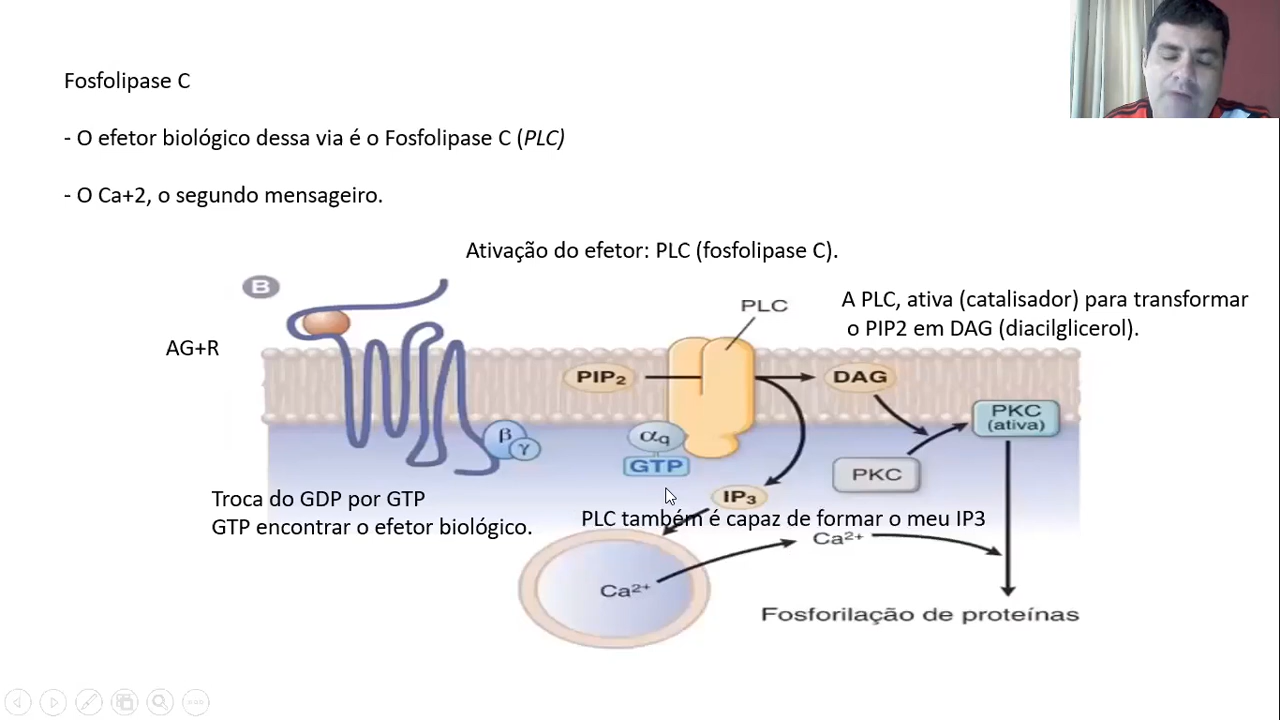 Fosfolipase C
- O efetor biológico dessa via é o Fosfolipase C (PLC)
- O Ca+2, o segundo mensageiro.
Ativação do efetor: PLC (fosfolipase C).
B
PLC
A PLC, ativa (catalisador) para transformar
o PIP2 em DAG (diacilglicerol).
AG+R
PIP₂
DAG
PKC
(ativa)
β
γ
αq
GTP
PKC
Troca do GDP por GTP
GTP encontrar o efetor biológico.
IP₃
PLC também é capaz de formar o meu IP3
Ca²⁺
Ca²⁺
Fosforilação de proteínas